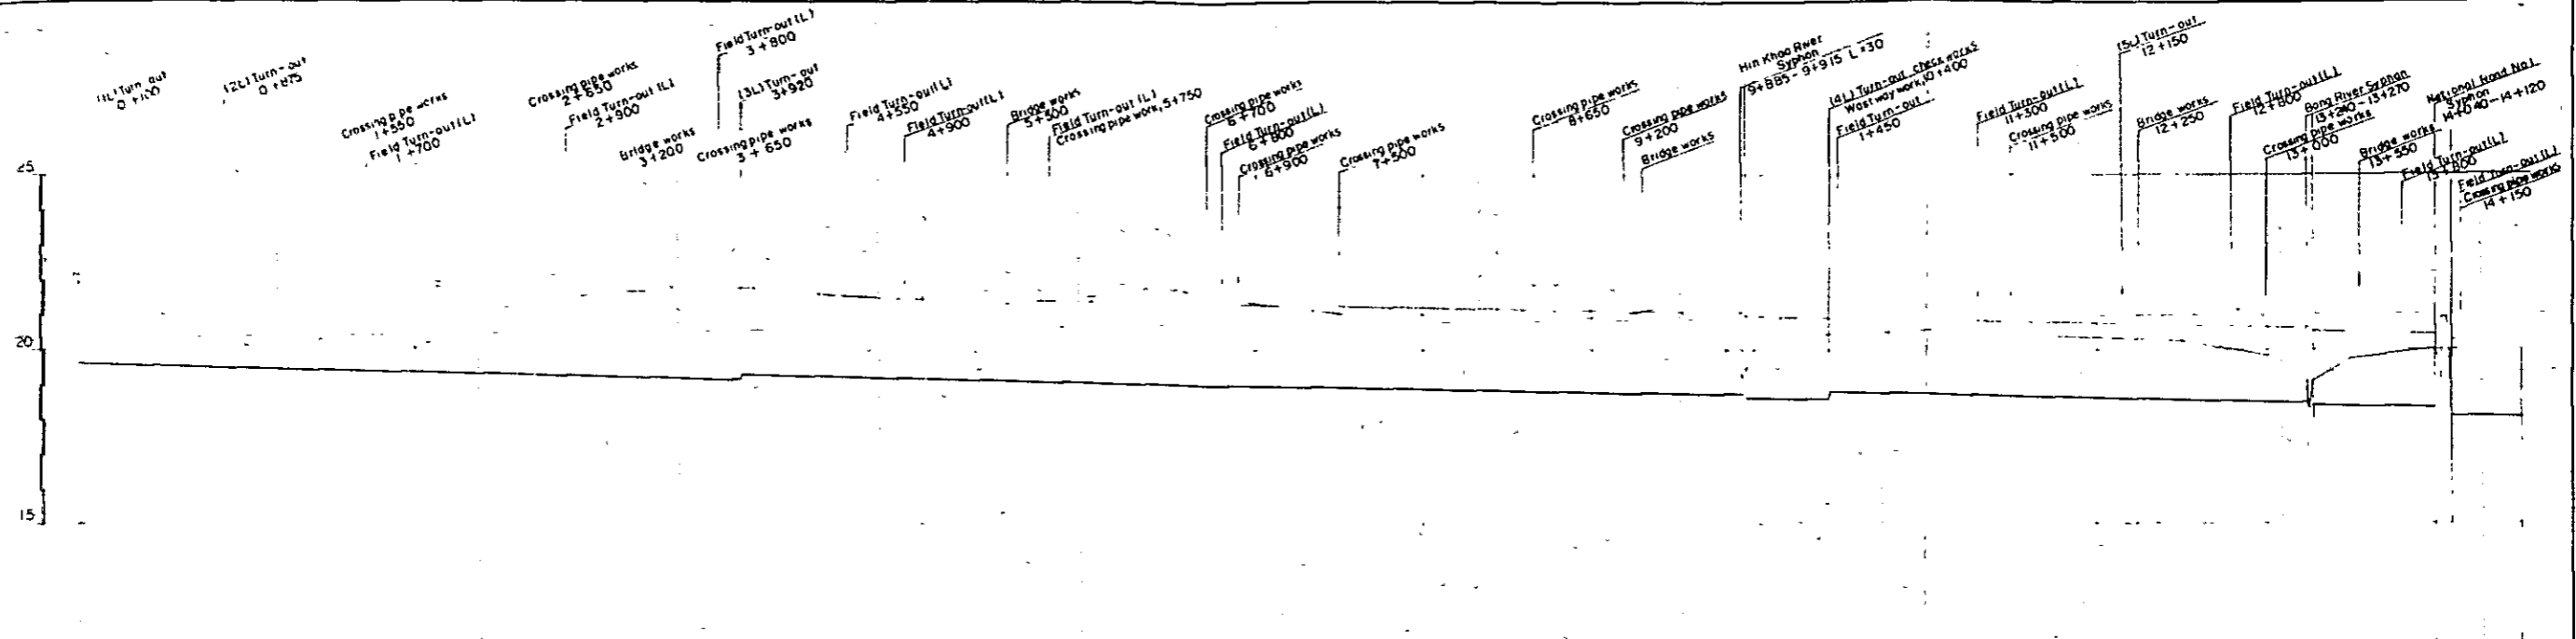 (1L) Turn out
0 +100
(2L) Turn-out
0 +875
Crossing pipe works
1+550
Field Turn-out(L)
1+700
Crossing pipe works
2+650
Field Turn-out (L)
2+900
Bridge works
3+200
Crossing pipe works
3 + 650
Field Turn-out(L)
3 +800
(3L) Turn-out
3+920
Field Turn-out(L)
4+550
Field Turn-out(L)
4+900
Bridge works
5+500
Field Turn-out (L)
Crossing pipe work, 5+750
Crossing pipe works
6+700
Field Turn-out(L)
6+800
Crossing pipe works
6+900
Crossing pipe works
7+500
Crossing pipe works
8+650
Crossing pipe works
9+200
Bridge works
Hin Khao River
Syphon
9+885-9+915 L=30
(4L) Turn-out check works
Wast way work, 10+400
Field Turn-out
1+450
Field Turn-out(L)
11+300
Crossing pipe works
11+500
(5L) Turn-out
12 +150
Bridge works
12+250
Field Turn-out(L)
12+800
Crossing pipe works
13+000
Bang River Syphon
13+240-13+270
Bridge works
13+550
Field Turn-out(L)
13+800
National Road No1
Syphon
14+040-14+120
Field Turn-out(L)
Crossing pipe works
14+150
25
20
15